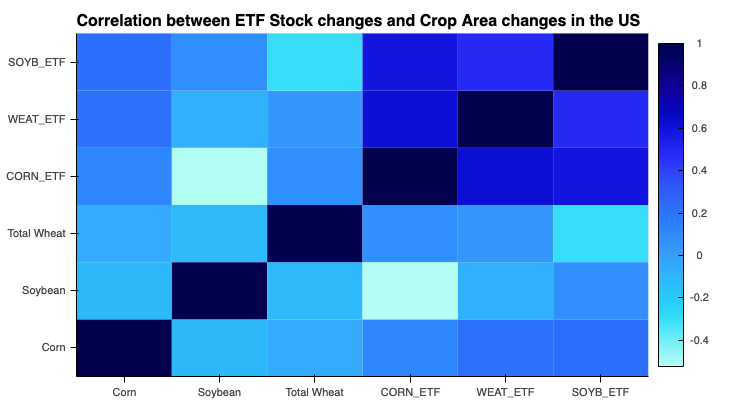 Correlation between ETF Stock changes and Crop Area changes in the US
SOYB_ETF
WEAT_ETF
CORN_ETF
Total Wheat
Soybean
Corn
Corn Soybean Total Wheat CORN_ETF WEAT_ETF SOYB_ETF
1
0.8
0.6
0.4
0.2
0
-0.2
-0.4